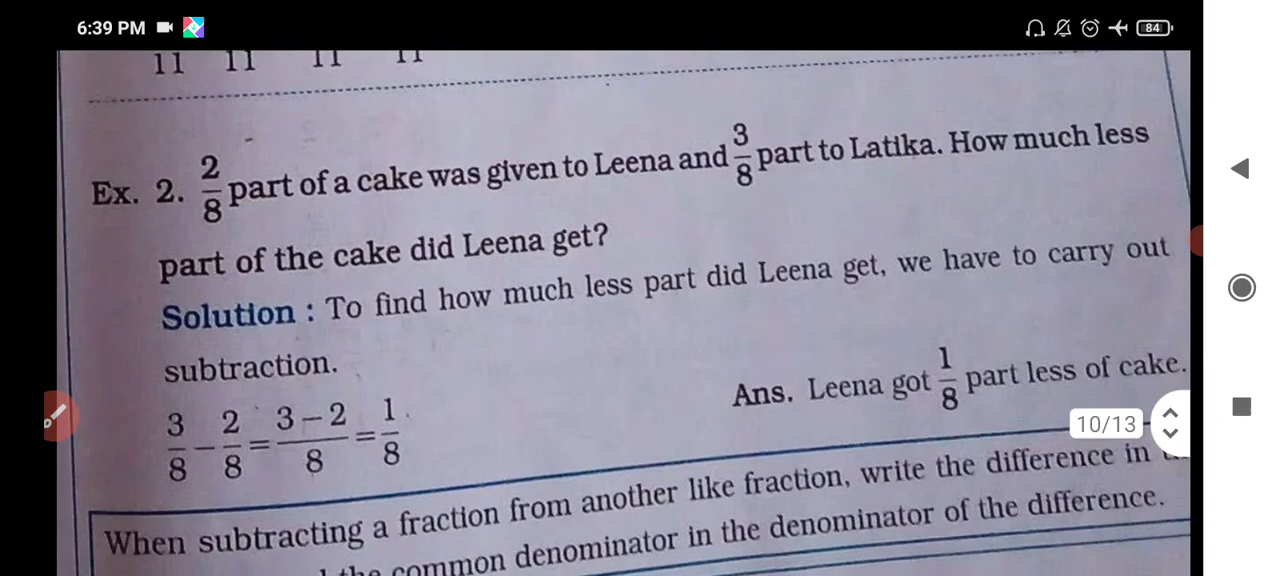 6:39 PM 84
11 11 11 11
Ex. 2. 2/8 part of a cake was given to Leena and 3/8 part to Latika. How much less
part of the cake did Leena get?
Solution : To find how much less part did Leena get, we have to carry out
subtraction.
3/8 − 2/8 = 3 − 2/8 = 1/8
Ans. Leena got 1/8 part less of cake.
10/13
When subtracting a fraction from another like fraction, write the difference in
common denominator in the denominator of the difference.